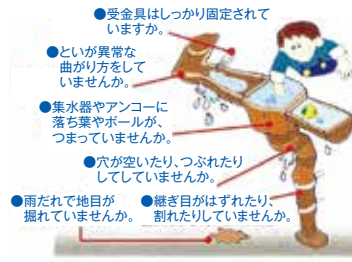 ●受金具はしっかり固定されて
いますか。
●といが異常な
曲がり方をして
いませんか。
●集水器やアンコーに
落ち葉やボールが、
つまっていませんか。
●穴が空いたり、つぶれたり
してしていませんか。
●雨だれで地目が
掘れていませんか。
●継ぎ目がはずれたり、
割れたりしていませんか。